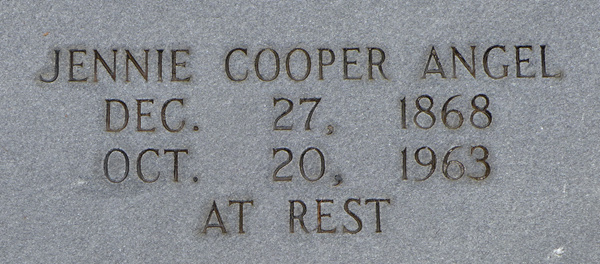 JENNIE COOPER ANGEL
DEC. 27, 1868
OCT. 20, 1963
AT REST